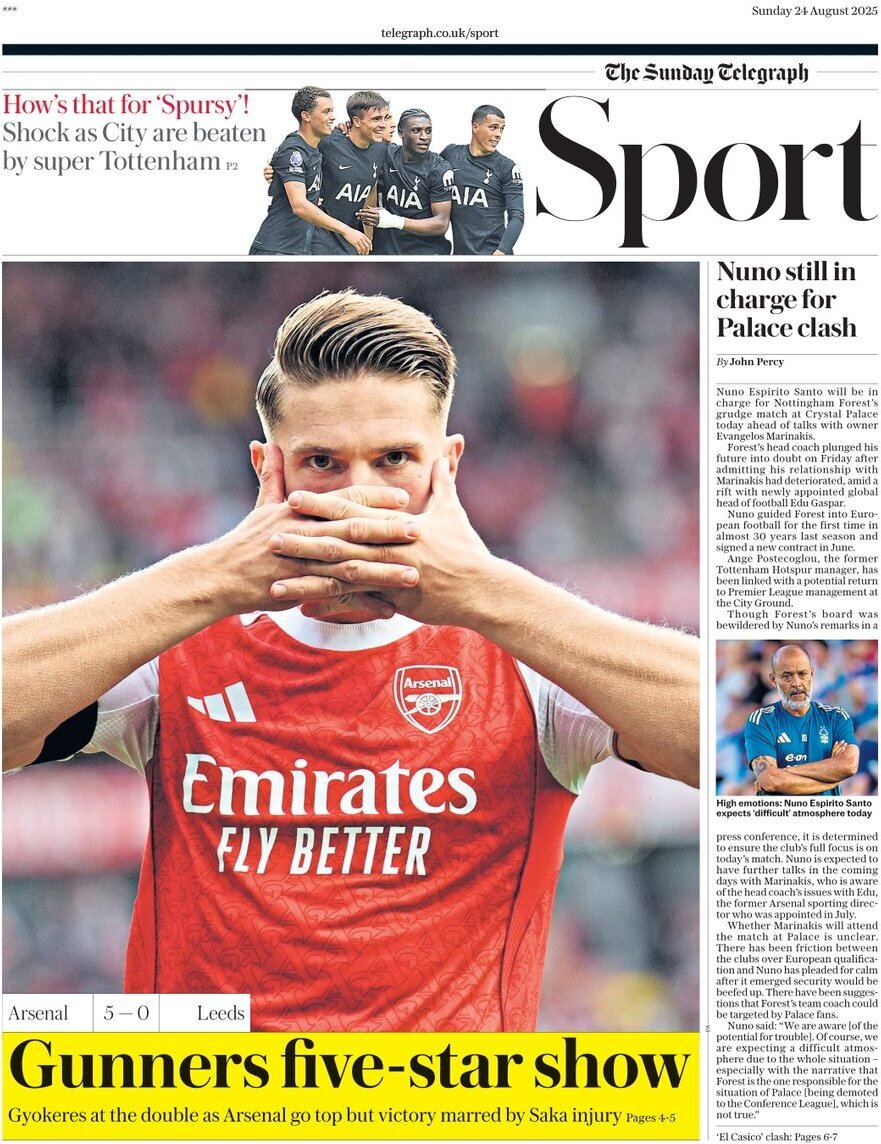 ***
Sunday 24 August 2025
telegraph.co.uk/sport
The Sunday Telegraph
How's that for 'Spursy'!
Shock as City are beaten
by super Tottenham P2
AIA
AIA
AIA
AIA
Sport
Nuno still in
charge for
Palace clash
By John Percy
Nuno Espirito Santo will be in
charge for Nottingham Forest's
grudge match at Crystal Palace
today ahead of talks with owner
Evangelos Marinakis.
Forest's head coach plunged his
future into doubt on Friday after
admitting his relationship with
Marinakis had deteriorated, amid a
rift with newly appointed global
head of football Edu Gaspar.
Nuno guided Forest into Euro-
pean football for the first time in
almost 30 years last season and
signed a new contract in June.
Ange Postecoglou, the former
Tottenham Hotspur manager, has
been linked with a potential return
to Premier League management at
the City Ground.
Though Forest's board was
bewildered by Nuno's remarks in a
e·on
High emotions: Nuno Espirito Santo
expects 'difficult' atmosphere today
press conference, it is determined
to ensure the club's full focus is on
today's match. Nuno is expected to
have further talks in the coming
days with Marinakis, who is aware
of the head coach's issues with Edu,
the former Arsenal sporting direc-
tor who was appointed in July.
Whether Marinakis will attend
the match at Palace is unclear.
There has been friction between
the clubs over European qualifica-
tion and Nuno has pleaded for calm
after it emerged security would be
beefed up. There have been sugges-
tions that Forest's team coach could
be targeted by Palace fans.
Nuno said: "We are aware [of the
potential for trouble]. Of course, we
are expecting a difficult atmos-
phere due to the whole situation –
especially with the narrative that
Forest is the one responsible for the
situation of Palace [being demoted
to the Conference League], which is
not true."
'El Casico' clash: Pages 6-7
Arsenal
Emirates
FLY BETTER
Arsenal 5 – 0 Leeds
Gunners five-star show
Gyokeres at the double as Arsenal go top but victory marred by Saka injury Pages 4-5